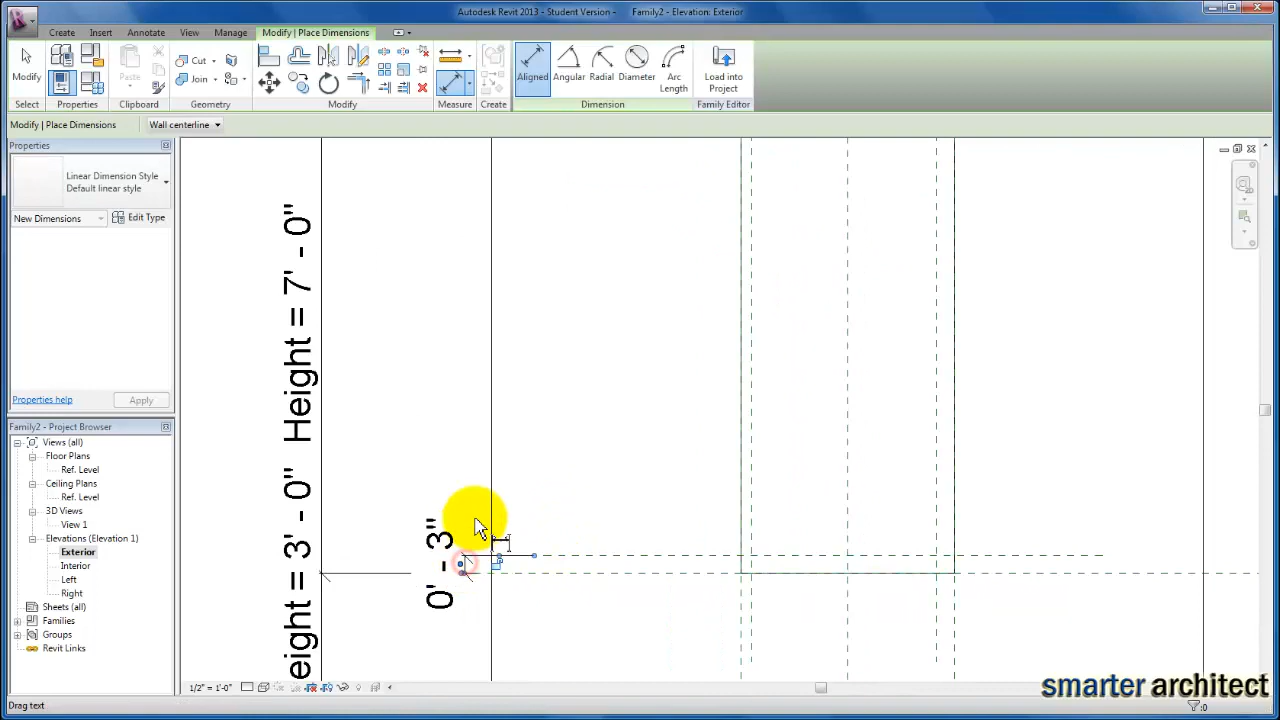 Autodesk Revit 2013 - Student Version - Family2 - Elevation: Exterior
Create Insert Annotate View Manage Modify | Place Dimensions
Modify Paste Cut Join Aligned Angular Radial Diameter Arc Length Load into Project
Select Properties Clipboard Geometry Modify Measure Create Dimension Family Editor
Modify | Place Dimensions Wall centerline
Properties
Linear Dimension Style
Default linear style
New Dimensions Edit Type
Properties help Apply
Family2 - Project Browser
Views (all)
Floor Plans
Ref. Level
Ceiling Plans
Ref. Level
3D Views
View 1
Elevations (Elevation 1)
Exterior
Interior
Left
Right
Sheets (all)
Families
Groups
Revit Links
eight = 3' - 0" Height = 7' - 0"
0' - 3"
1/2" = 1'-0"
Drag text
:0
smarter architect